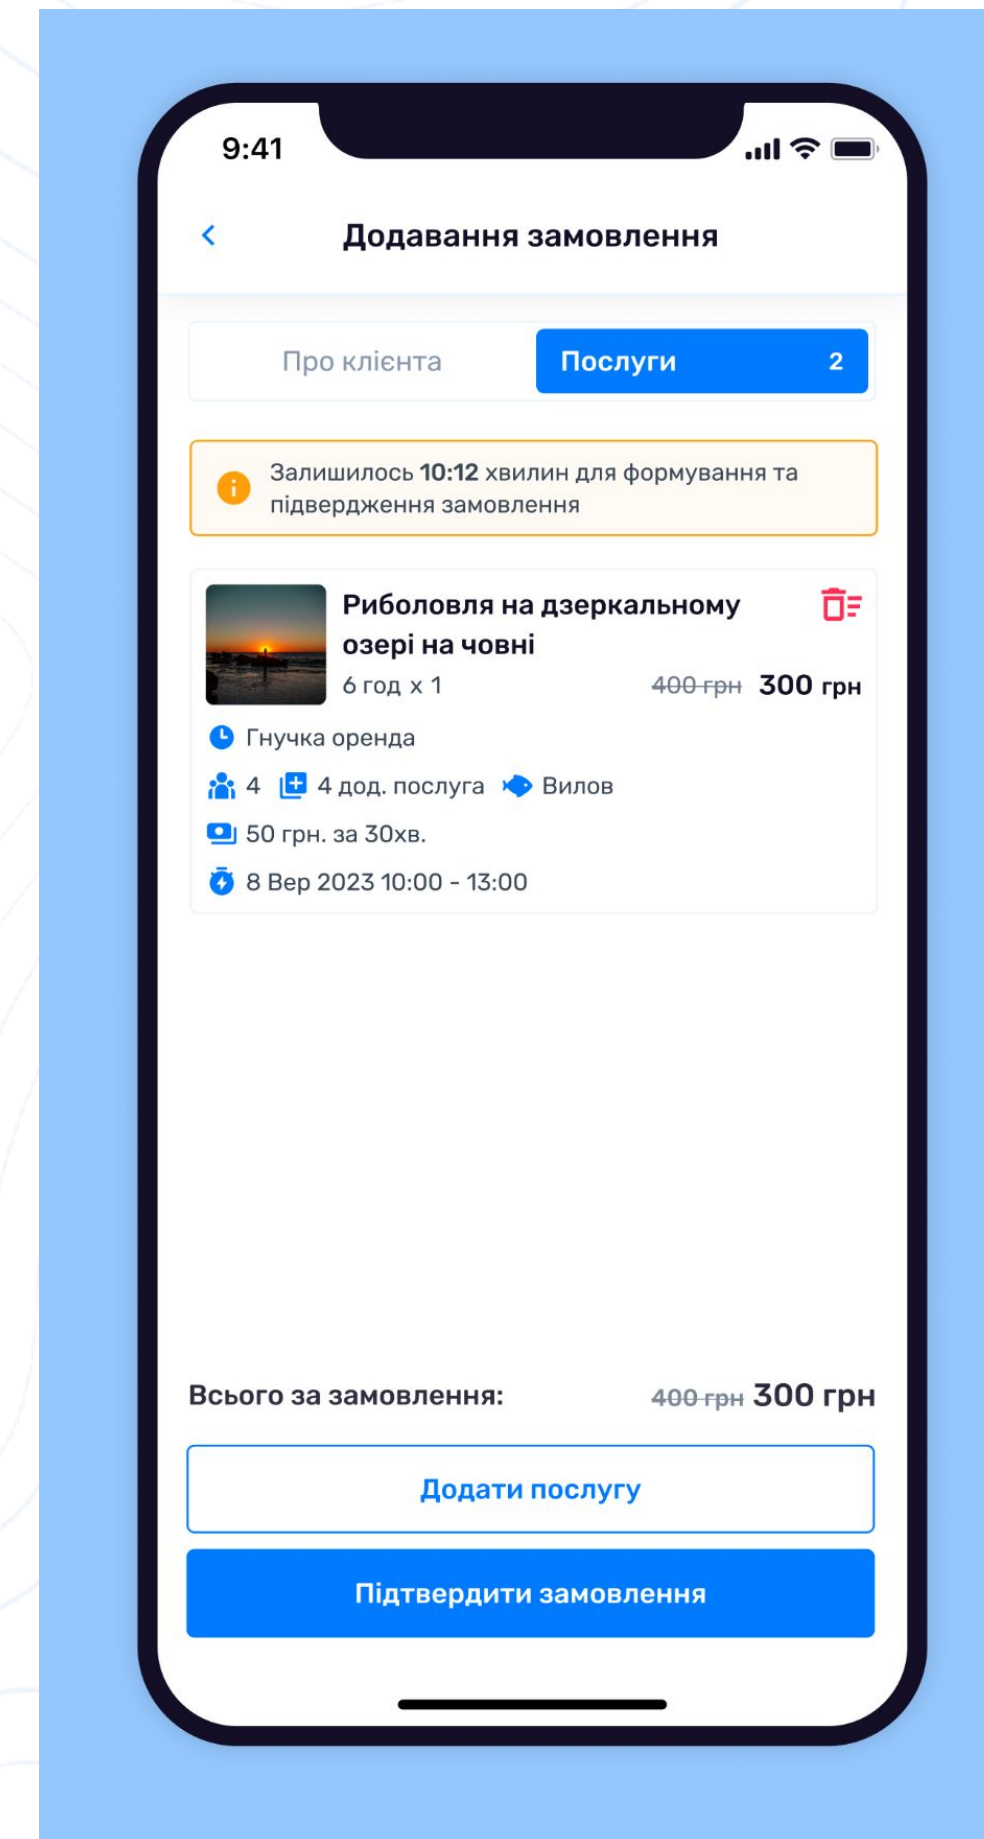 9:41
Додавання замовлення
Про клієнта
Послуги 2
Залишилось 10:12 хвилин для формування та
підвердження замовлення
Риболовля на дзеркальному
озері на човні
6 год x 1 400 грн 300 грн
Гнучка оренда
4 4 дод. послуга Вилов
50 грн. за 30хв.
8 Вер 2023 10:00 - 13:00
Всього за замовлення: 400 грн 300 грн
Додати послугу
Підтвердити замовлення